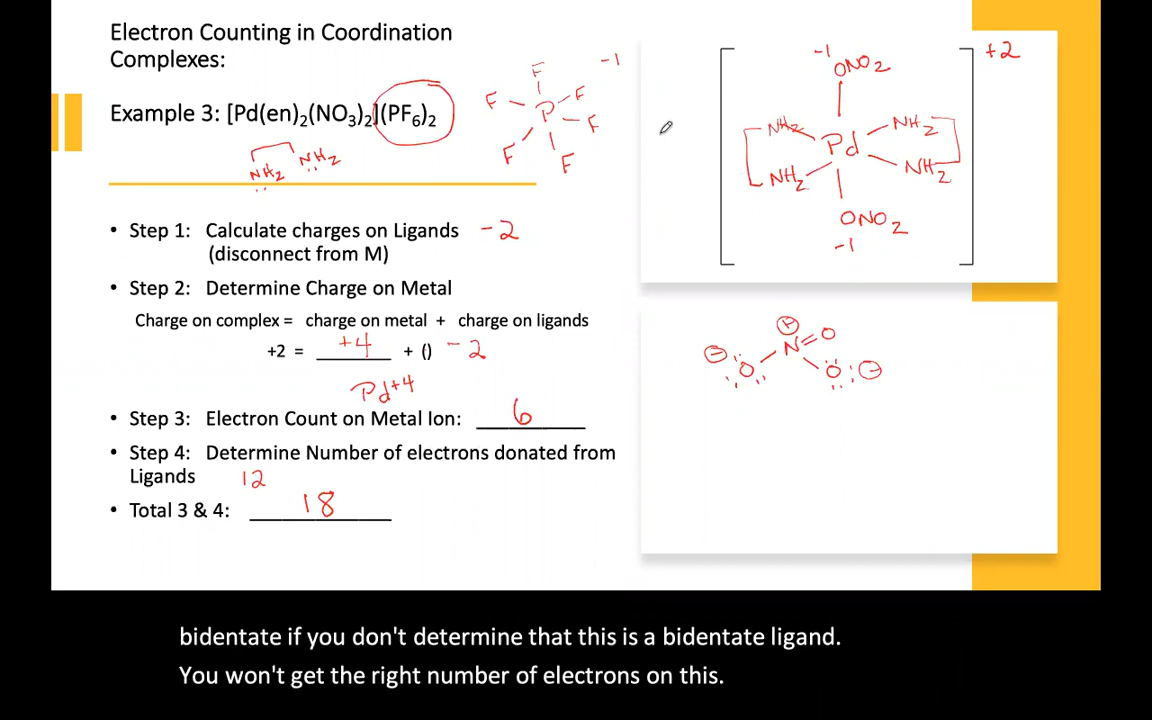 Electron Counting in Coordination
Complexes:
Example 3: [Pd(en)₂(NO₃)₂](PF₆)₂
NH₂ NH₂
F -1
F F
P
F F
F
• Step 1: Calculate charges on Ligands -2
(disconnect from M)
• Step 2: Determine Charge on Metal
Charge on complex = charge on metal + charge on ligands
+2 = +4 + () -2
Pd+4
• Step 3: Electron Count on Metal Ion: 6
• Step 4: Determine Number of electrons donated from
Ligands 12
• Total 3 & 4: 18
-1 +2
ONO₂
NH₂ Pd NH₂
NH₂ NH₂
ONO₂
-1
+
- O N O
O -
bidentate if you don't determine that this is a bidentate ligand.
You won't get the right number of electrons on this.